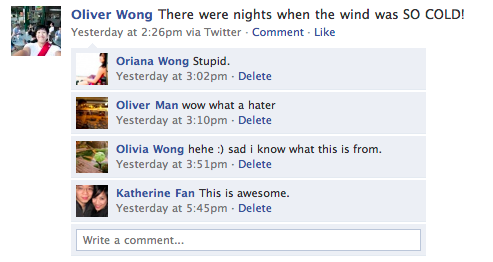 Oliver Wong There were nights when the wind was SO COLD!
Yesterday at 2:26pm via Twitter · Comment · Like
Oriana Wong Stupid.
Yesterday at 3:02pm · Delete
Oliver Man wow what a hater
Yesterday at 3:10pm · Delete
Olivia Wong hehe :) sad i know what this is from.
Yesterday at 3:51pm · Delete
Katherine Fan This is awesome.
Yesterday at 5:45pm · Delete
Write a comment...